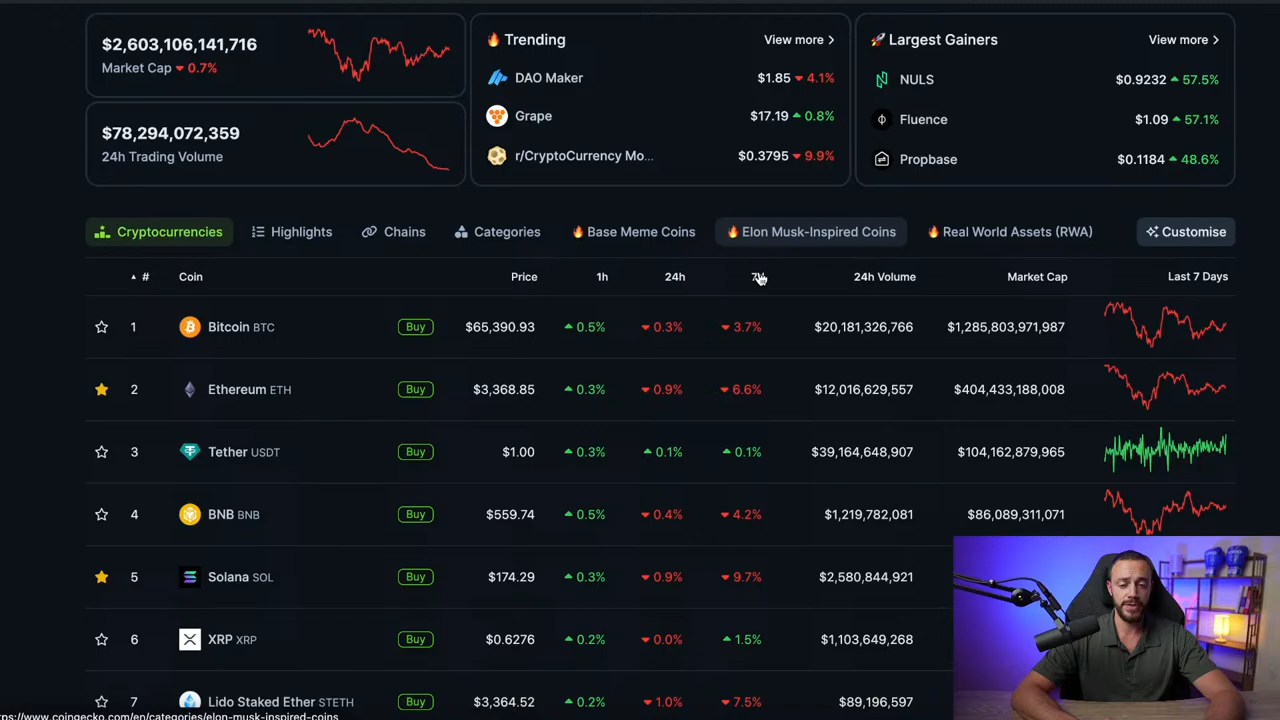 $2,603,106,141,716
Market Cap 0.7%
$78,294,072,359
24h Trading Volume
Trending View more
DAO Maker $1.85 4.1%
Grape $17.19 0.8%
r/CryptoCurrency Mo... $0.3795 9.9%
Largest Gainers View more
NULS $0.9232 57.5%
Fluence $1.09 57.1%
Propbase $0.1184 48.6%
Cryptocurrencies Highlights Chains Categories Base Meme Coins Elon Musk-Inspired Coins Real World Assets (RWA) Customise
# Coin Price 1h 24h 24h Volume Market Cap Last 7 Days
1 Bitcoin BTC Buy $65,390.93 0.5% 0.3% 3.7% $20,181,326,766 $1,285,803,971,987
2 Ethereum ETH Buy $3,368.85 0.3% 0.9% 6.6% $12,016,629,557 $404,433,188,008
3 Tether USDT Buy $1.00 0.3% 0.1% 0.1% $39,164,648,907 $104,162,879,965
4 BNB BNB Buy $559.74 0.5% 0.4% 4.2% $1,219,782,081 $86,089,311,071
5 Solana SOL Buy $174.29 0.3% 0.9% 9.7% $2,580,844,921
6 XRP XRP Buy $0.6276 0.2% 0.0% 1.5% $1,103,649,268
7 Lido Staked Ether STETH Buy $3,364.52 0.2% 1.0% 7.5% $89,196,597
rps://www.coingecko.com/en/categories/elon-musk-inspired-coins